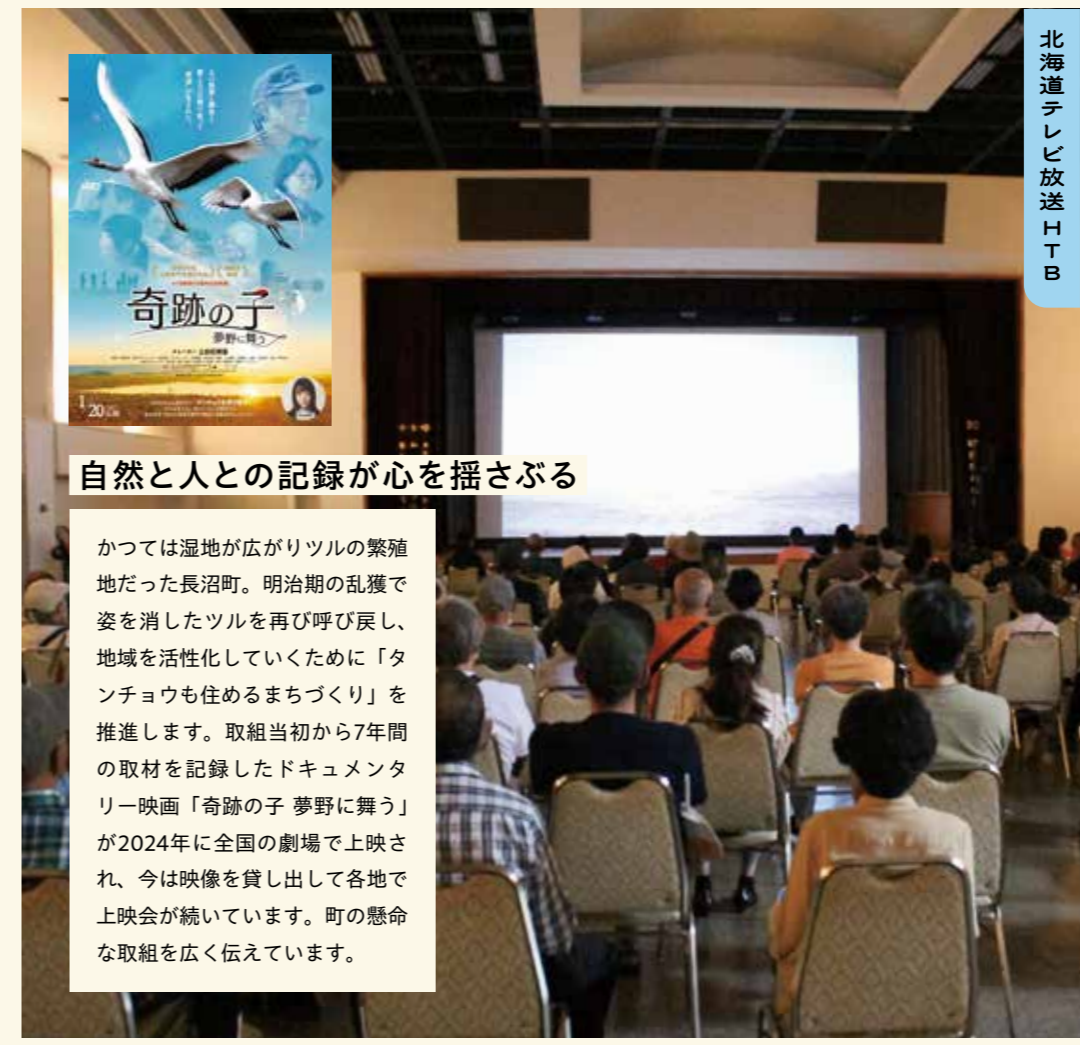 北海道テレビ放送HTB
奇跡の子
夢野に舞う
1
20
自然と人との記録が心を揺さぶる
かつては湿地が広がりツルの繁殖
地だった長沼町。明治期の乱獲で
姿を消したツルを再び呼び戻し、
地域を活性化していくために「タ
ンチョウも住めるまちづくり」を
推進します。取組当初から7年間
の取材を記録したドキュメンタ
リー映画「奇跡の子 夢野に舞う」
が2024年に全国の劇場で上映さ
れ、今は映像を貸し出して各地で
上映会が続いています。町の懸命
な取組を広く伝えています。